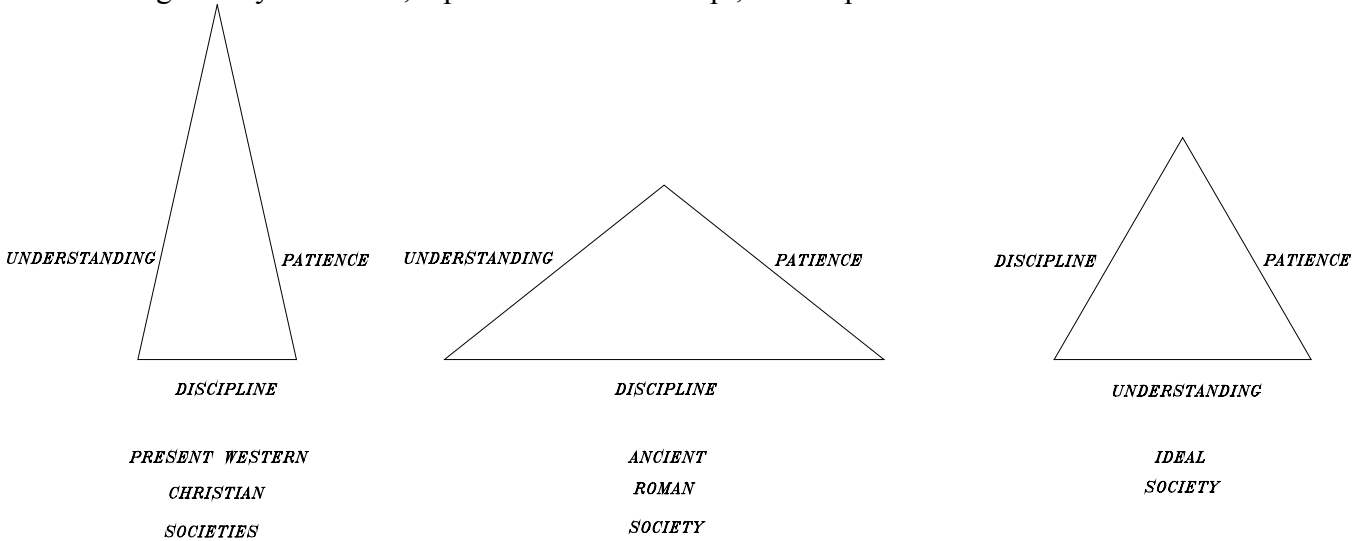 UNDERSTANDING
PATIENCE
DISCIPLINE
PRESENT WESTERN
CHRISTIAN
SOCIETIES
UNDERSTANDING
PATIENCE
DISCIPLINE
ANCIENT
ROMAN
SOCIETY
DISCIPLINE
PATIENCE
UNDERSTANDING
IDEAL
SOCIETY